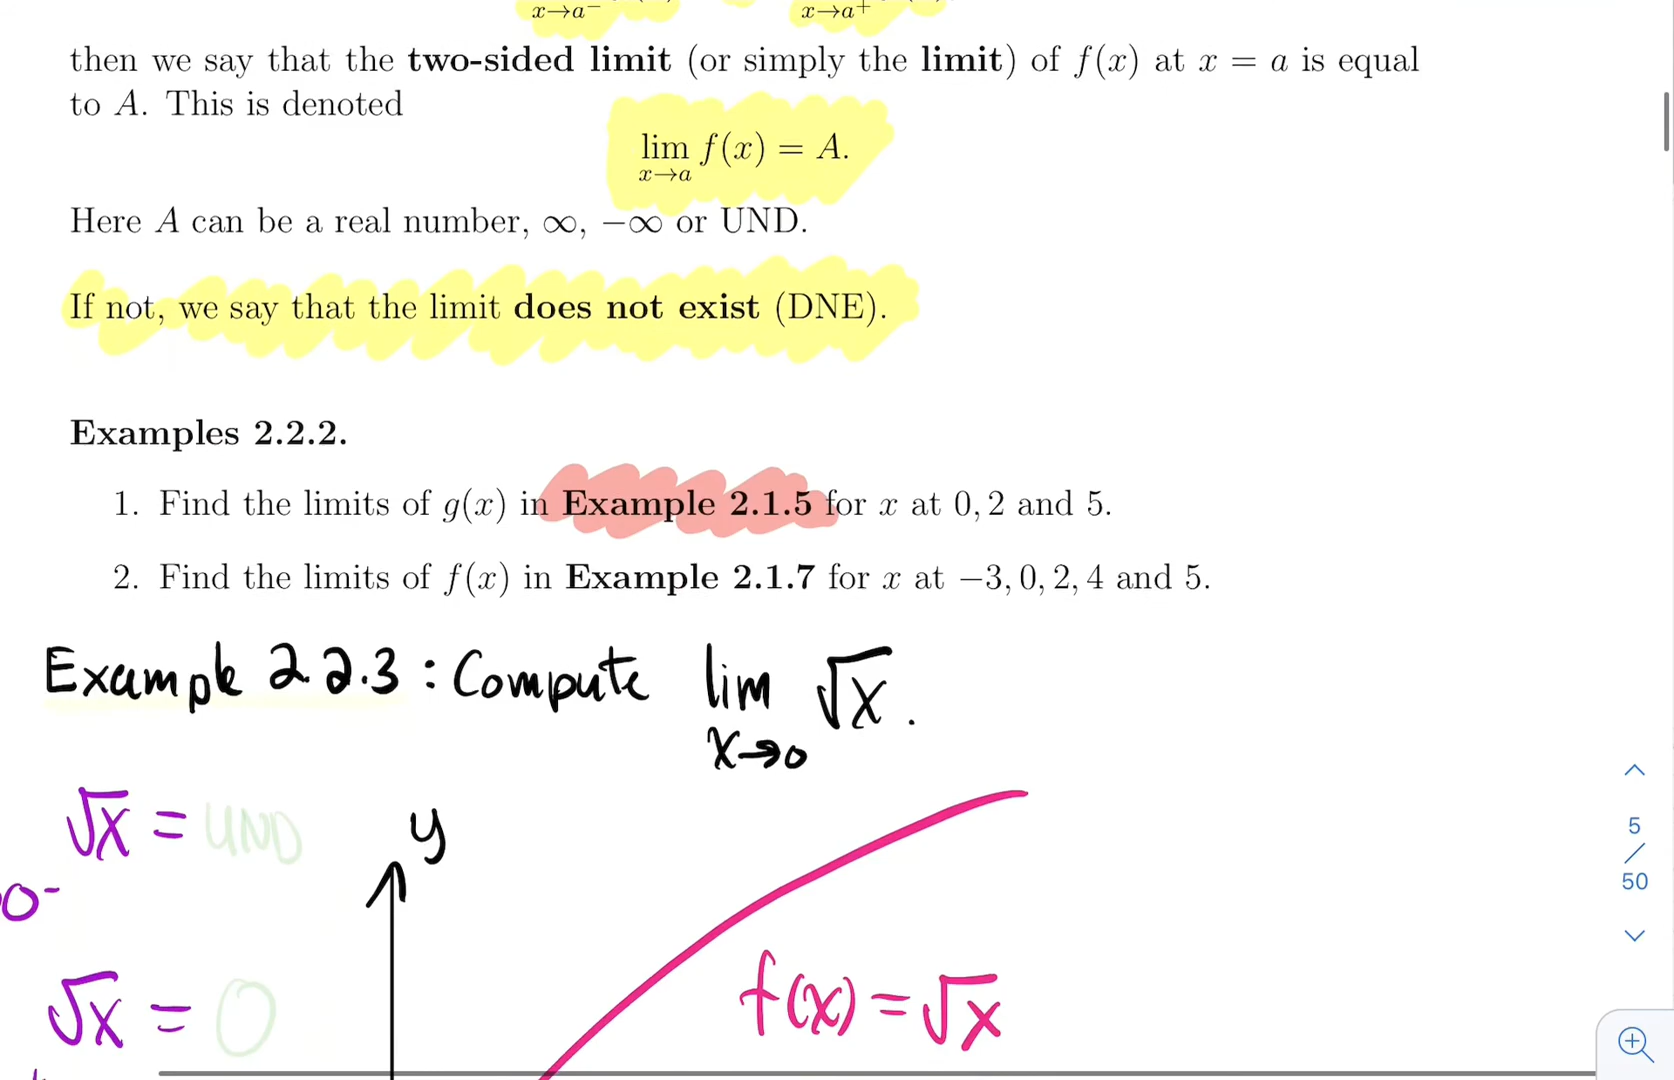 x→a⁻ x→a⁺
then we say that the two-sided limit (or simply the limit) of f(x) at x = a is equal
to A. This is denoted
lim f(x) = A.
x→a
Here A can be a real number, ∞, −∞ or UND.
If not, we say that the limit does not exist (DNE).
Examples 2.2.2.
1. Find the limits of g(x) in Example 2.1.5 for x at 0, 2 and 5.
2. Find the limits of f(x) in Example 2.1.7 for x at −3, 0, 2, 4 and 5.
Example 2.2.3 : Compute lim √x .
x→0
√x = UND
y
0⁻
√x = 0
f(x) = √x
5
/
50